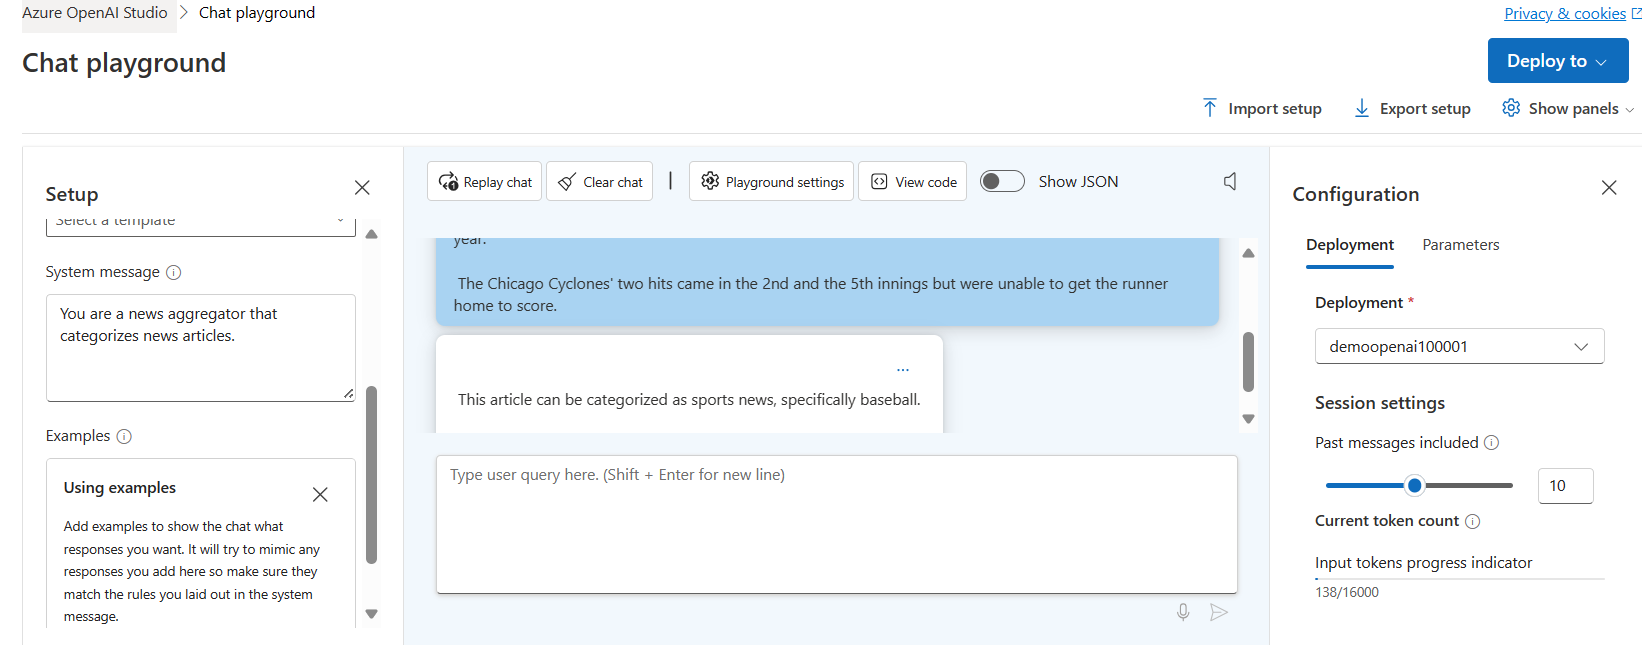 Azure OpenAI Studio > Chat playground
Privacy & cookies
Chat playground
Deploy to
Import setup
Export setup
Show panels
Setup
Select a template
System message
You are a news aggregator that
categorizes news articles.
Examples
Using examples
Add examples to show the chat what
responses you want. It will try to mimic any
responses you add here so make sure they
match the rules you laid out in the system
message.
Replay chat
Clear chat
Playground settings
View code
Show JSON
year.
The Chicago Cyclones' two hits came in the 2nd and the 5th innings but were unable to get the runner
home to score.
...
This article can be categorized as sports news, specifically baseball.
Type user query here. (Shift + Enter for new line)
Configuration
Deployment
Parameters
Deployment *
demoopenai100001
Session settings
Past messages included
10
Current token count
Input tokens progress indicator
138/16000